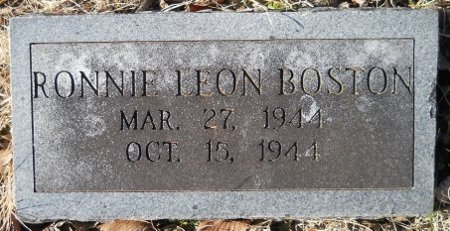 RONNIE LEON BOSTON
MAR. 27, 1944
OCT. 15, 1944